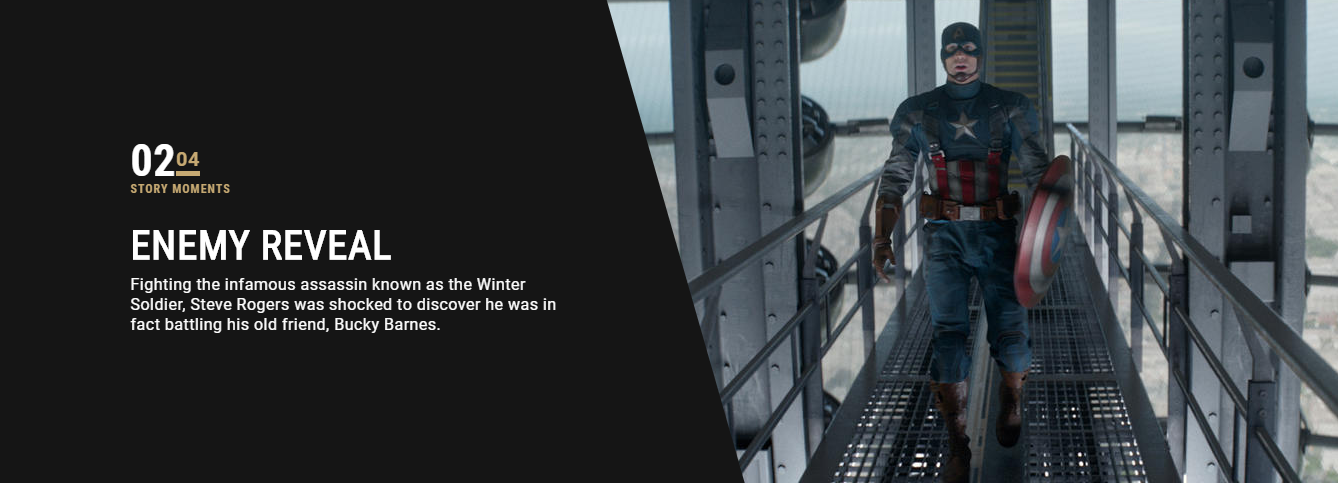 02 04
STORY MOMENTS
ENEMY REVEAL
Fighting the infamous assassin known as the Winter
Soldier, Steve Rogers was shocked to discover he was in
fact battling his old friend, Bucky Barnes.